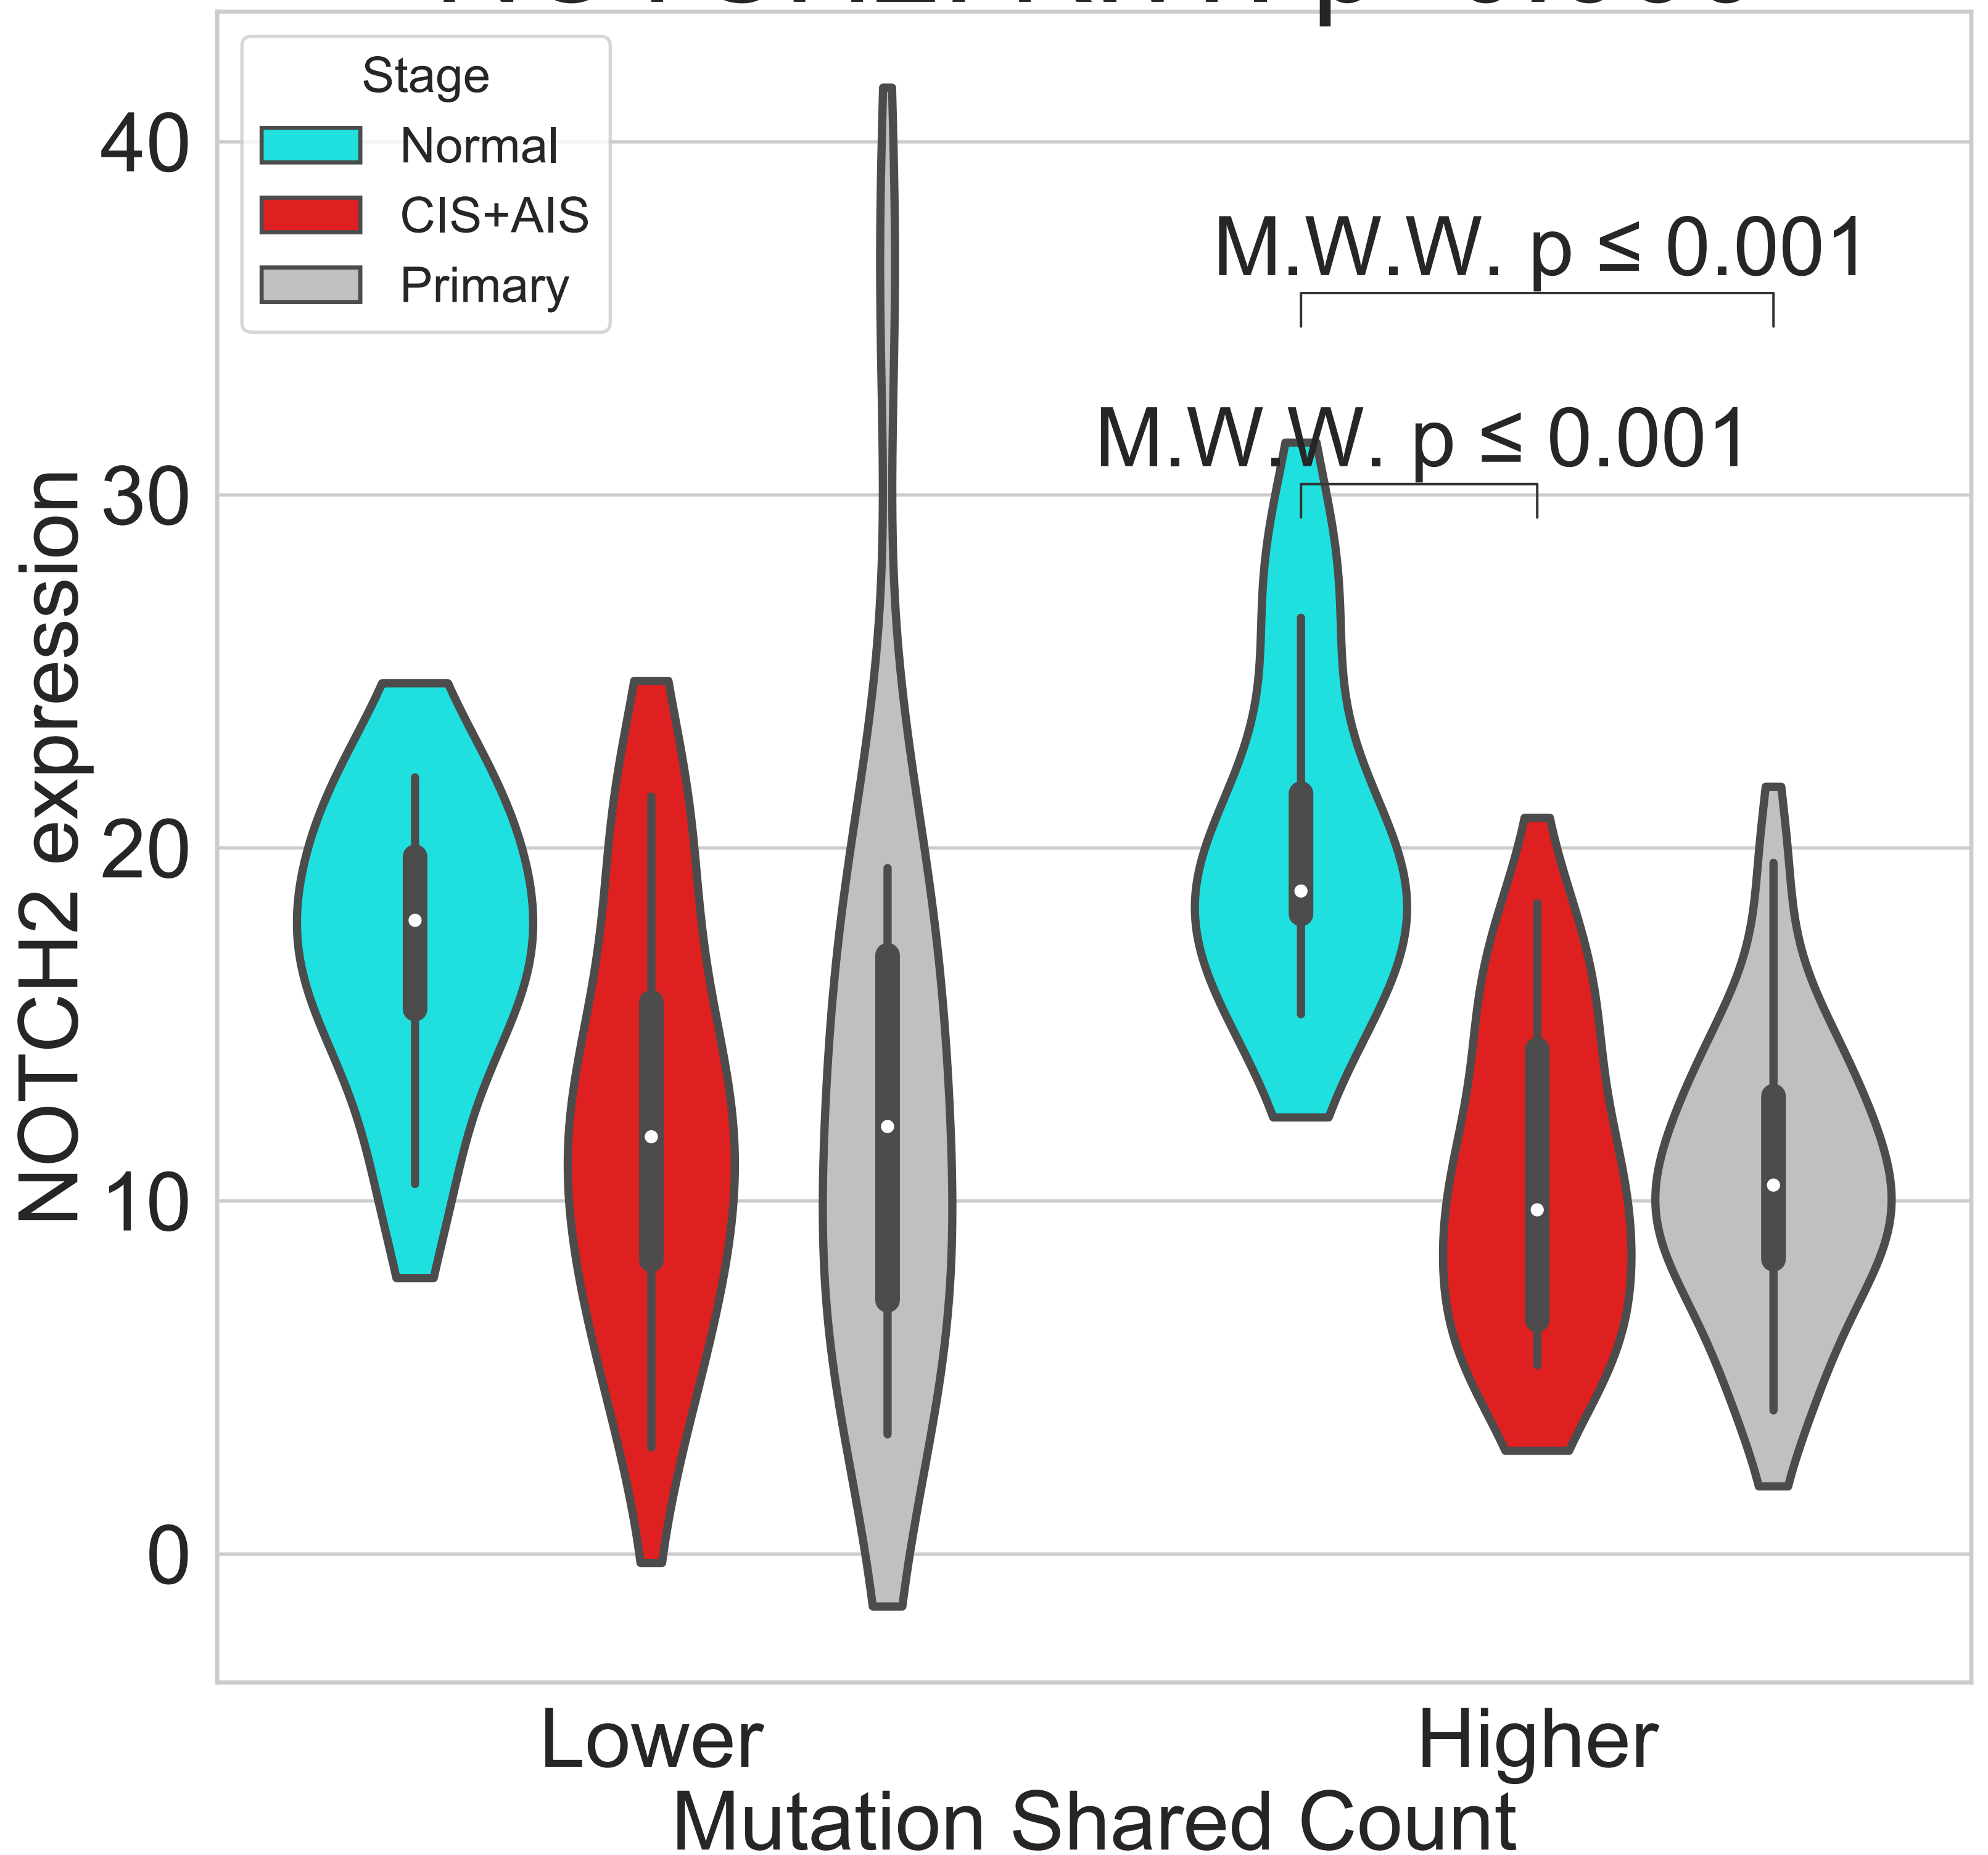 Stage
Normal
CIS+AIS
Primary
M.W.W. p ≤ 0.001
M.W.W. p ≤ 0.001
40
30
20
10
0
NOTCH2 expression
Lower
Higher
Mutation Shared Count